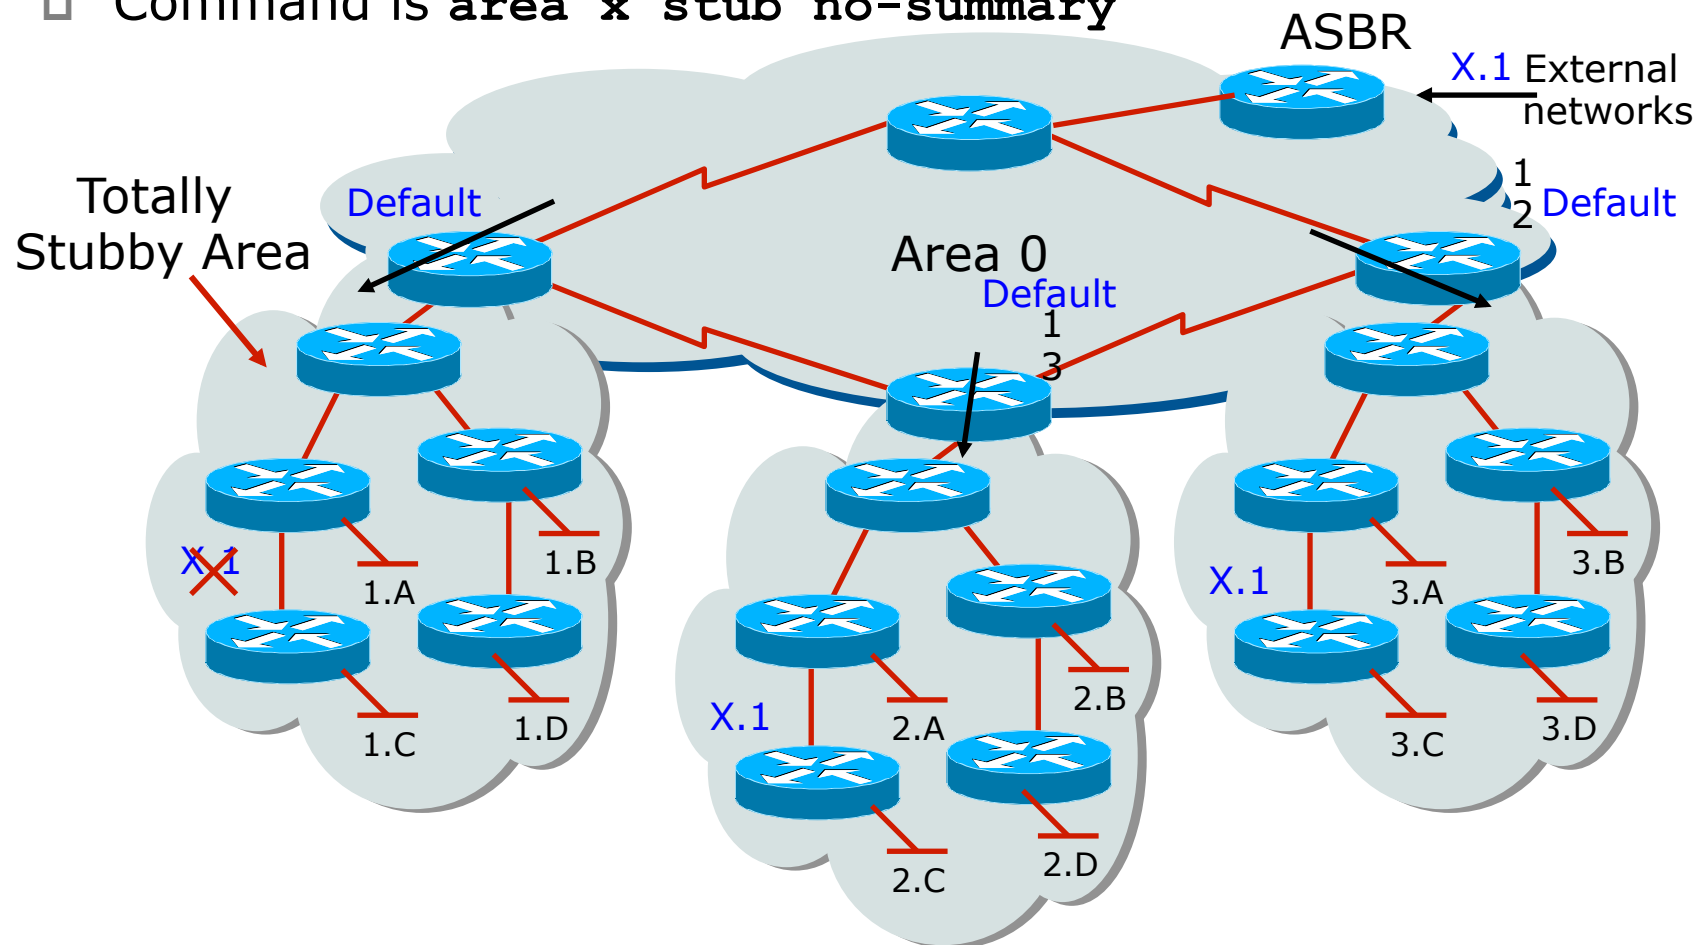 Command is area x stub no-summary
ASBR
X.1 External
networks
Totally
Stubby Area
Default
1
2
Default
Area 0
Default
1
3
X.1
1.A
1.B
1.C
1.D
X.1
2.A
2.B
2.C
2.D
X.1
3.A
3.B
3.C
3.D